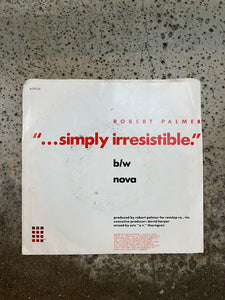 ROBERT PALMER
“...simply irresistible.”
b/w
nova
produced by robert palmer for remlap co., inc.
executive producer: david harper
mixed by eric "e.t." thorngren